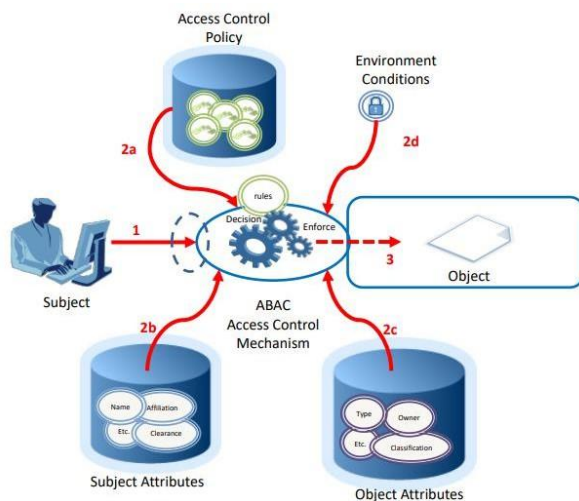 Access Control
Policy
Environment
Conditions
2a
2d
rules
Decision
Enforce
1
3
Subject
Object
ABAC
Access Control
Mechanism
2b
2c
Name
Affiliation
Etc.
Clearance
Type
Owner
Etc.
Classification
Subject Attributes
Object Attributes